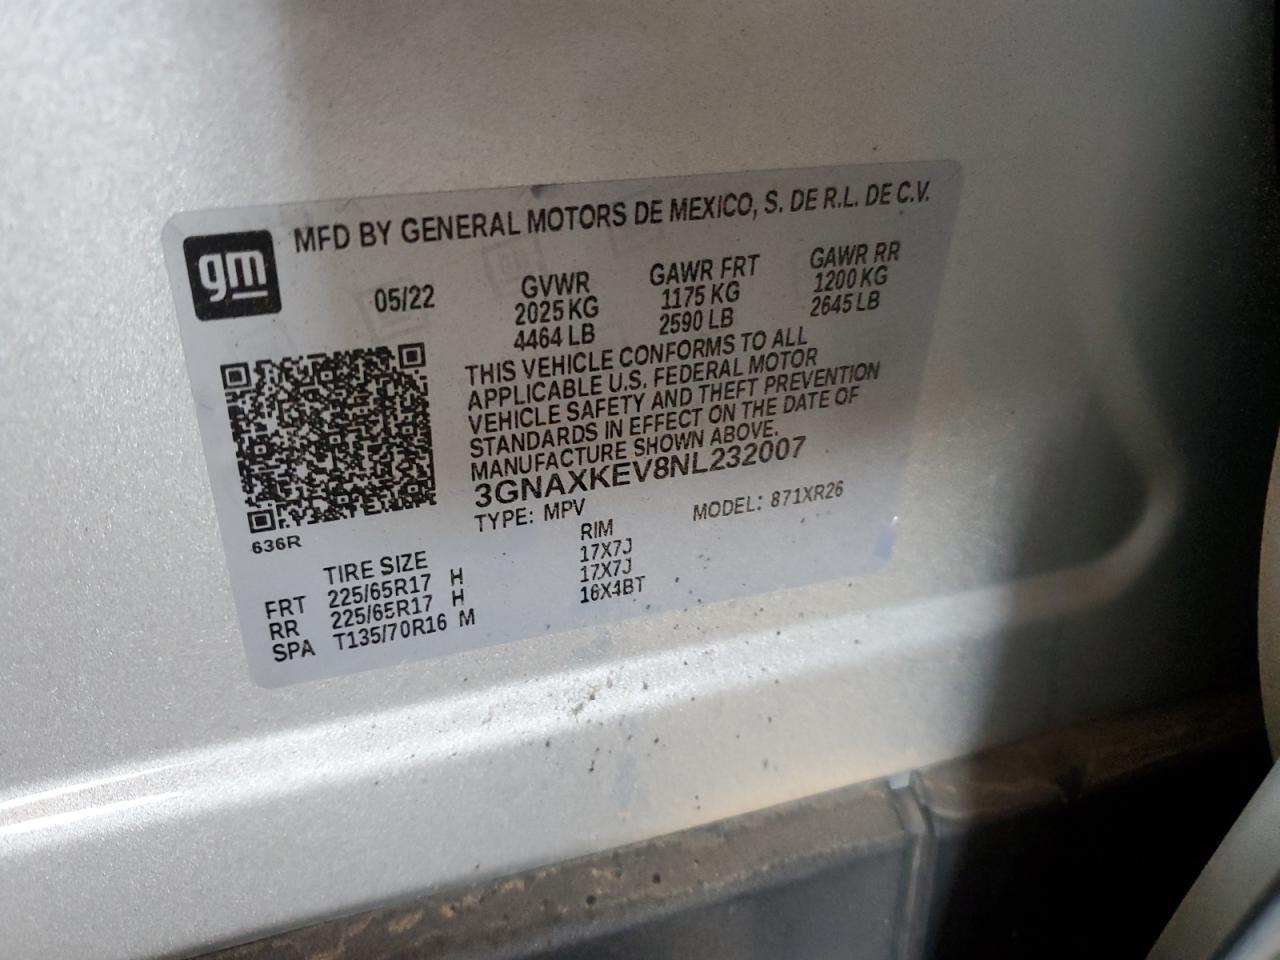 gm
MFD BY GENERAL MOTORS DE MEXICO, S. DE R.L. DE C.V.
05/22 GVWR GAWR FRT GAWR RR
2025 KG 1175 KG 1200 KG
4464 LB 2590 LB 2645 LB
THIS VEHICLE CONFORMS TO ALL
APPLICABLE U.S. FEDERAL MOTOR
VEHICLE SAFETY AND THEFT PREVENTION
STANDARDS IN EFFECT ON THE DATE OF
MANUFACTURE SHOWN ABOVE.
3GNAXKEV8NL232007
TYPE: MPV MODEL: 871XR26
636R
TIRE SIZE RIM
FRT 225/65R17 H 17X7J
RR 225/65R17 H 17X7J
SPA T135/70R16 M 16X4BT